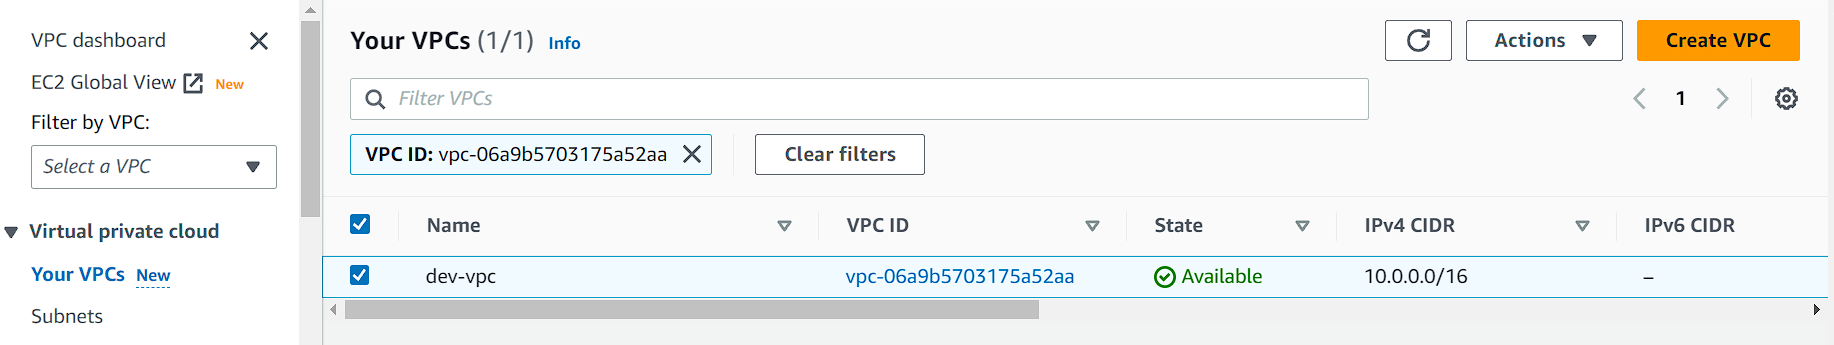 VPC dashboard
EC2 Global View New
Filter by VPC:
Select a VPC
Virtual private cloud
Your VPCs New
Subnets
Your VPCs (1/1) Info
Actions
Create VPC
Filter VPCs
1
VPC ID: vpc-06a9b5703175a52aa
Clear filters
Name VPC ID State IPv4 CIDR IPv6 CIDR
dev-vpc vpc-06a9b5703175a52aa Available 10.0.0.0/16 –